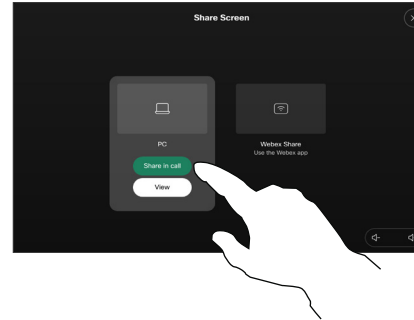 Share Screen
PC
Share in call
View
Webex Share
Use the Webex app